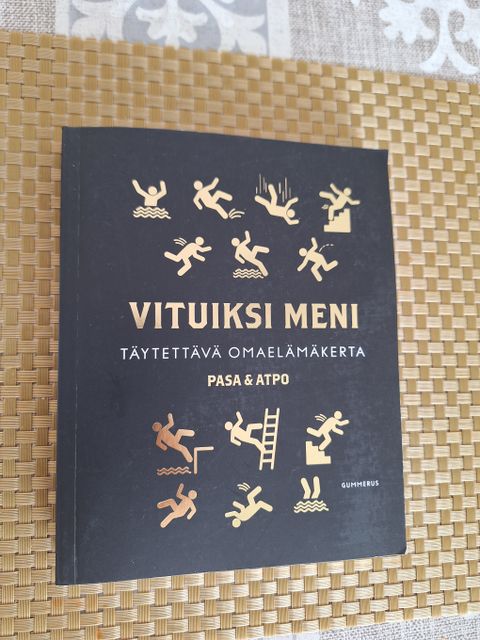 VITUIKSI MENI
TÄYTETTÄVÄ OMAELÄMÄKERTA
PASA & ATPO
GUMMERUS